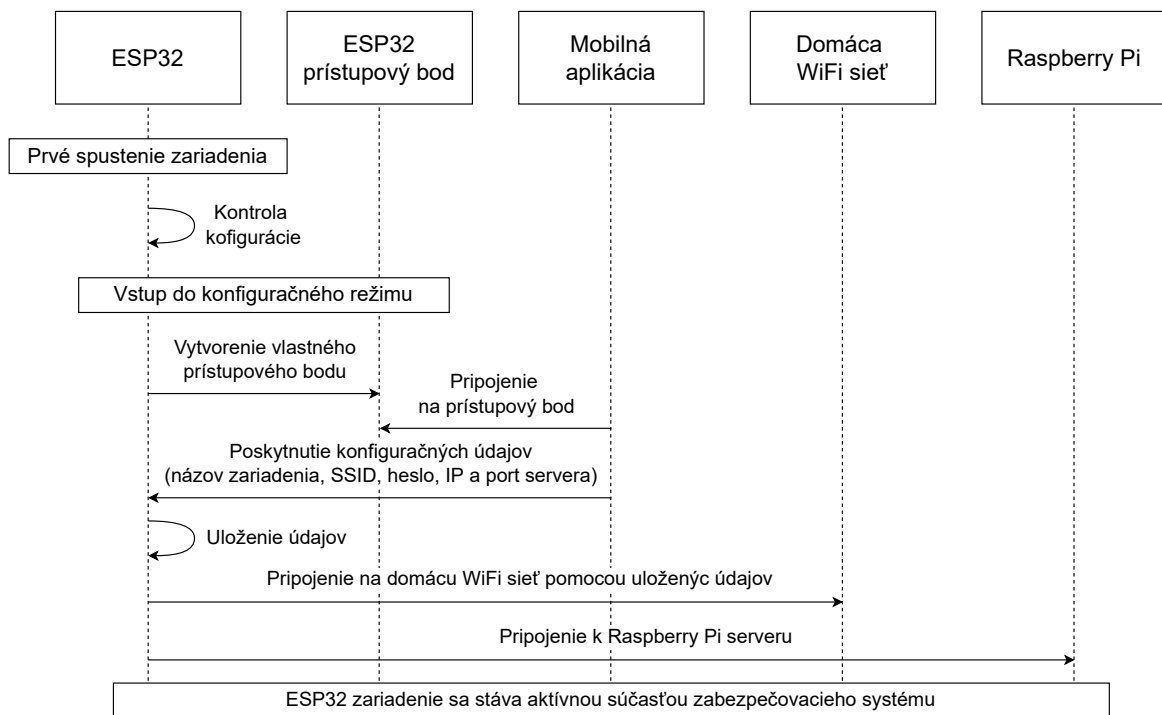 ESP32
ESP32
prístupový bod
Mobilná
aplikácia
Domáca
WiFi sieť
Raspberry Pi
Prvé spustenie zariadenia
Kontrola
kofigurácie
Vstup do konfiguračného režimu
Vytvorenie vlastného
prístupového bodu
Pripojenie
na prístupový bod
Poskytnutie konfiguračných údajov
(názov zariadenia, SSID, heslo, IP a port servera)
Uloženie údajov
Pripojenie na domácu WiFi sieť pomocou uloženýc údajov
Pripojenie k Raspberry Pi serveru
ESP32 zariadenie sa stáva aktívnou súčasťou zabezpečovacieho systému